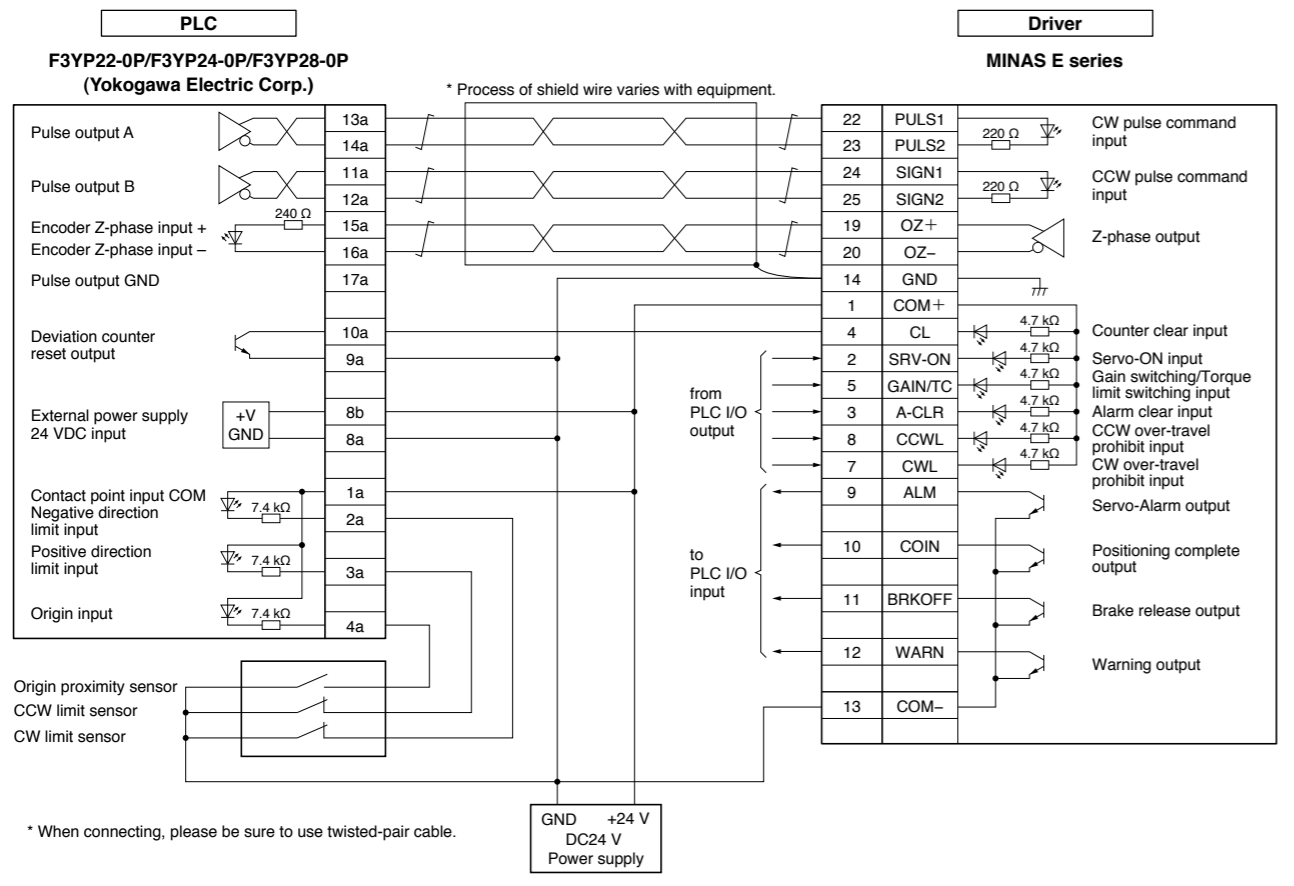 PLC
Driver
F3YP22-0P/F3YP24-0P/F3YP28-0P
(Yokogawa Electric Corp.)
MINAS E series
* Process of shield wire varies with equipment.
Pulse output A
13a
14a
22 PULS1
23 PULS2
220 Ω
CW pulse command
input
Pulse output B
11a
12a
24 SIGN1
25 SIGN2
220 Ω
CCW pulse command
input
Encoder Z-phase input +
Encoder Z-phase input –
240 Ω
15a
16a
19 OZ+
20 OZ–
Z-phase output
Pulse output GND
17a
14 GND
1 COM+
Deviation counter
reset output
10a
9a
4 CL
4.7 kΩ
Counter clear input
from
PLC I/O
output
2 SRV-ON
4.7 kΩ
Servo-ON input
5 GAIN/TC
4.7 kΩ
Gain switching/Torque
limit switching input
External power supply
24 VDC input
+V
GND
8b
8a
3 A-CLR
4.7 kΩ
Alarm clear input
8 CCWL
4.7 kΩ
CCW over-travel
prohibit input
7 CWL
4.7 kΩ
CW over-travel
prohibit input
Contact point input COM
Negative direction
limit input
7.4 kΩ
1a
2a
Positive direction
limit input
7.4 kΩ
3a
Origin input
7.4 kΩ
4a
to
PLC I/O
input
9 ALM
Servo-Alarm output
10 COIN
Positioning complete
output
11 BRKOFF
Brake release output
12 WARN
Warning output
13 COM–
Origin proximity sensor
CCW limit sensor
CW limit sensor
GND +24 V
DC24 V
Power supply
* When connecting, please be sure to use twisted-pair cable.